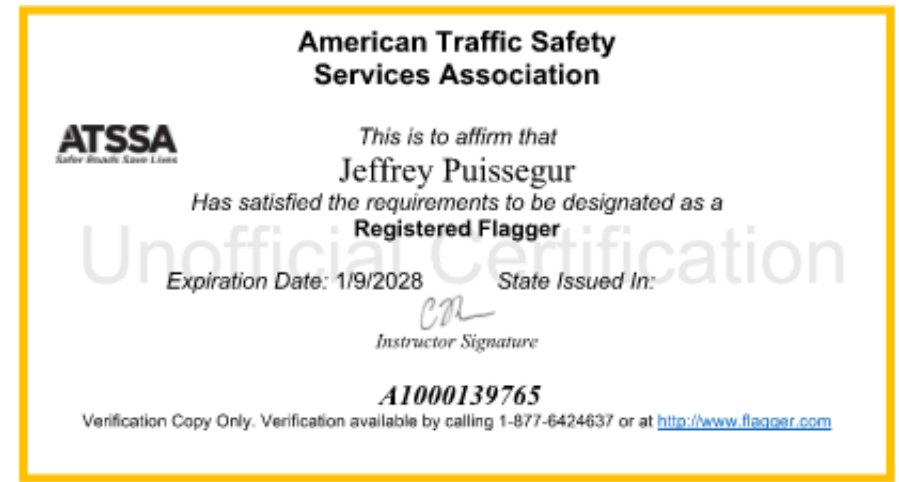 American Traffic Safety
Services Association
ATSSA
Safer Roads Save Lives
This is to affirm that
Jeffrey Puissegur
Has satisfied the requirements to be designated as a
Registered Flagger
Unofficial Certification
Expiration Date: 1/9/2028 State Issued In:
Instructor Signature
A1000139765
Verification Copy Only. Verification available by calling 1-877-6424637 or at http://www.flagger.com